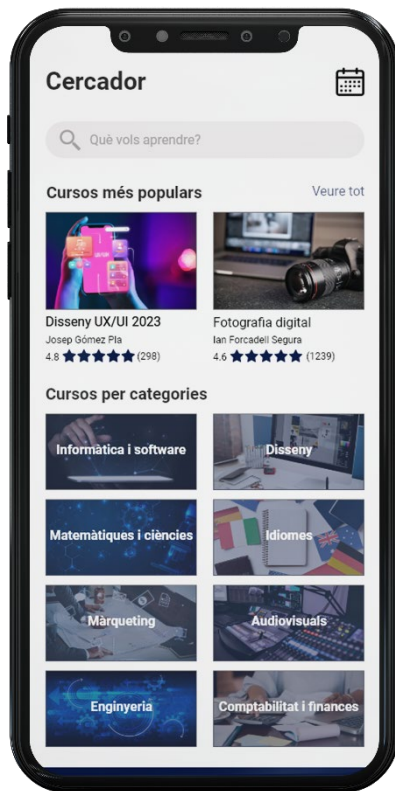 Cercador
Què vols aprendre?
Cursos més populars
Veure tot
Disseny UX/UI 2023
Josep Gómez Pla
4.8 ★★★★★ (298)
Fotografia digital
Ian Forcadell Segura
4.6 ★★★★★ (1239)
Cursos per categories
Informàtica i software
Disseny
Matemàtiques i ciències
Idiomes
Màrqueting
Audiovisuals
Enginyeria
Comptabilitat i finances